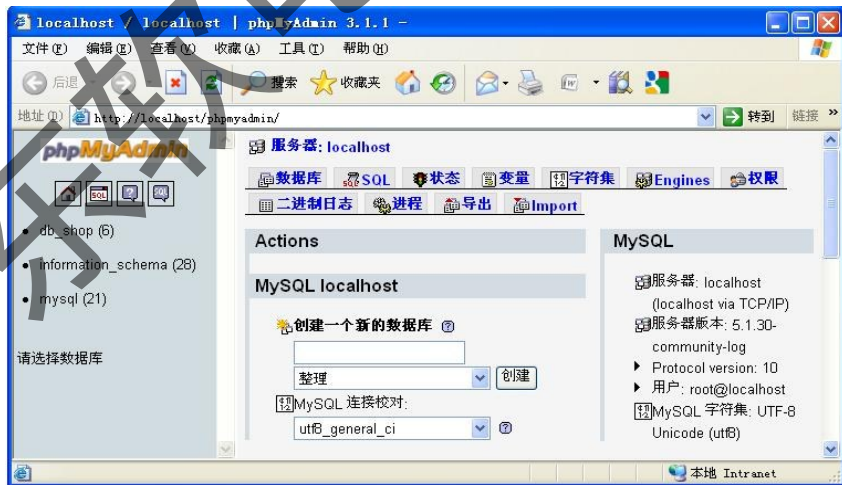 localhost / localhost | phpMyAdmin 3.1.1 -
文件(F) 编辑(E) 查看(V) 收藏(A) 工具(T) 帮助(H)
后退 搜索 收藏夹
地址(D) http://localhost/phpmyadmin/ 转到 链接 »
phpMyAdmin
SQL
db_shop (6)
information_schema (28)
mysql (21)
请选择数据库
服务器: localhost
数据库 SQL 状态 变量 字符集 Engines 权限
二进制日志 进程 导出 Import
Actions
MySQL localhost
创建一个新的数据库
整理 创建
MySQL 连接校对:
utf8_general_ci
MySQL
服务器: localhost
(localhost via TCP/IP)
服务器版本: 5.1.30-
community-log
Protocol version: 10
用户: root@localhost
MySQL 字符集: UTF-8
Unicode (utf8)
本地 Intranet